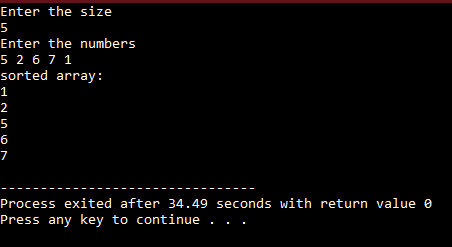 Enter the size
5
Enter the numbers
5 2 6 7 1
sorted array:
1
2
5
6
7
--------------------------------
Process exited after 34.49 seconds with return value 0
Press any key to continue . . .